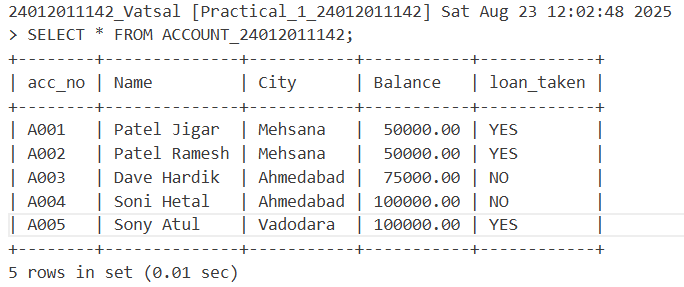 24012011142_Vatsal [Practical_1_24012011142] Sat Aug 23 12:02:48 2025
> SELECT * FROM ACCOUNT_24012011142;
+--------+--------------+-----------+-----------+------------+
| acc_no | Name         | City      | Balance   | loan_taken |
+--------+--------------+-----------+-----------+------------+
| A001   | Patel Jigar  | Mehsana   |  50000.00 | YES        |
| A002   | Patel Ramesh | Mehsana   |  50000.00 | YES        |
| A003   | Dave Hardik  | Ahmedabad |  75000.00 | NO         |
| A004   | Soni Hetal   | Ahmedabad | 100000.00 | NO         |
| A005   | Sony Atul    | Vadodara  | 100000.00 | YES        |
+--------+--------------+-----------+-----------+------------+
5 rows in set (0.01 sec)